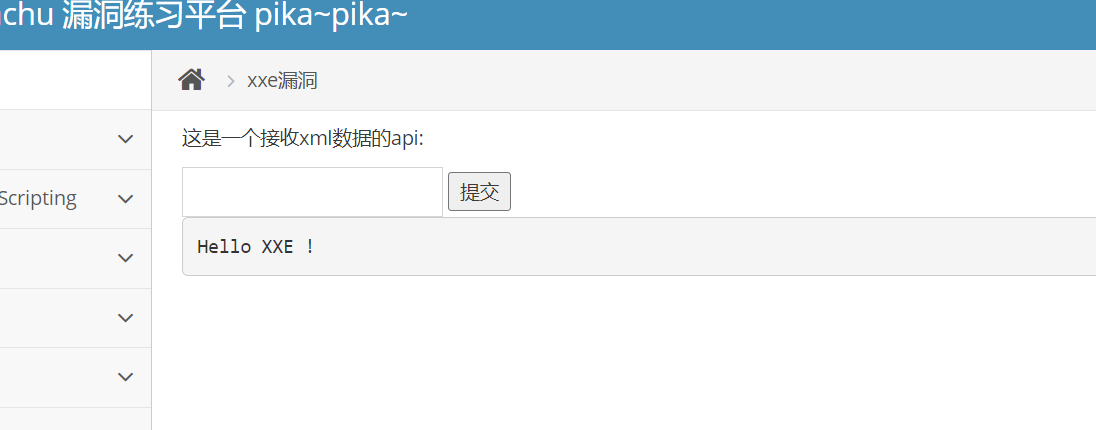 achu 漏洞练习平台 pika~pika~
xxe漏洞
这是一个接收xml数据的api:
Scripting
提交
Hello XXE !